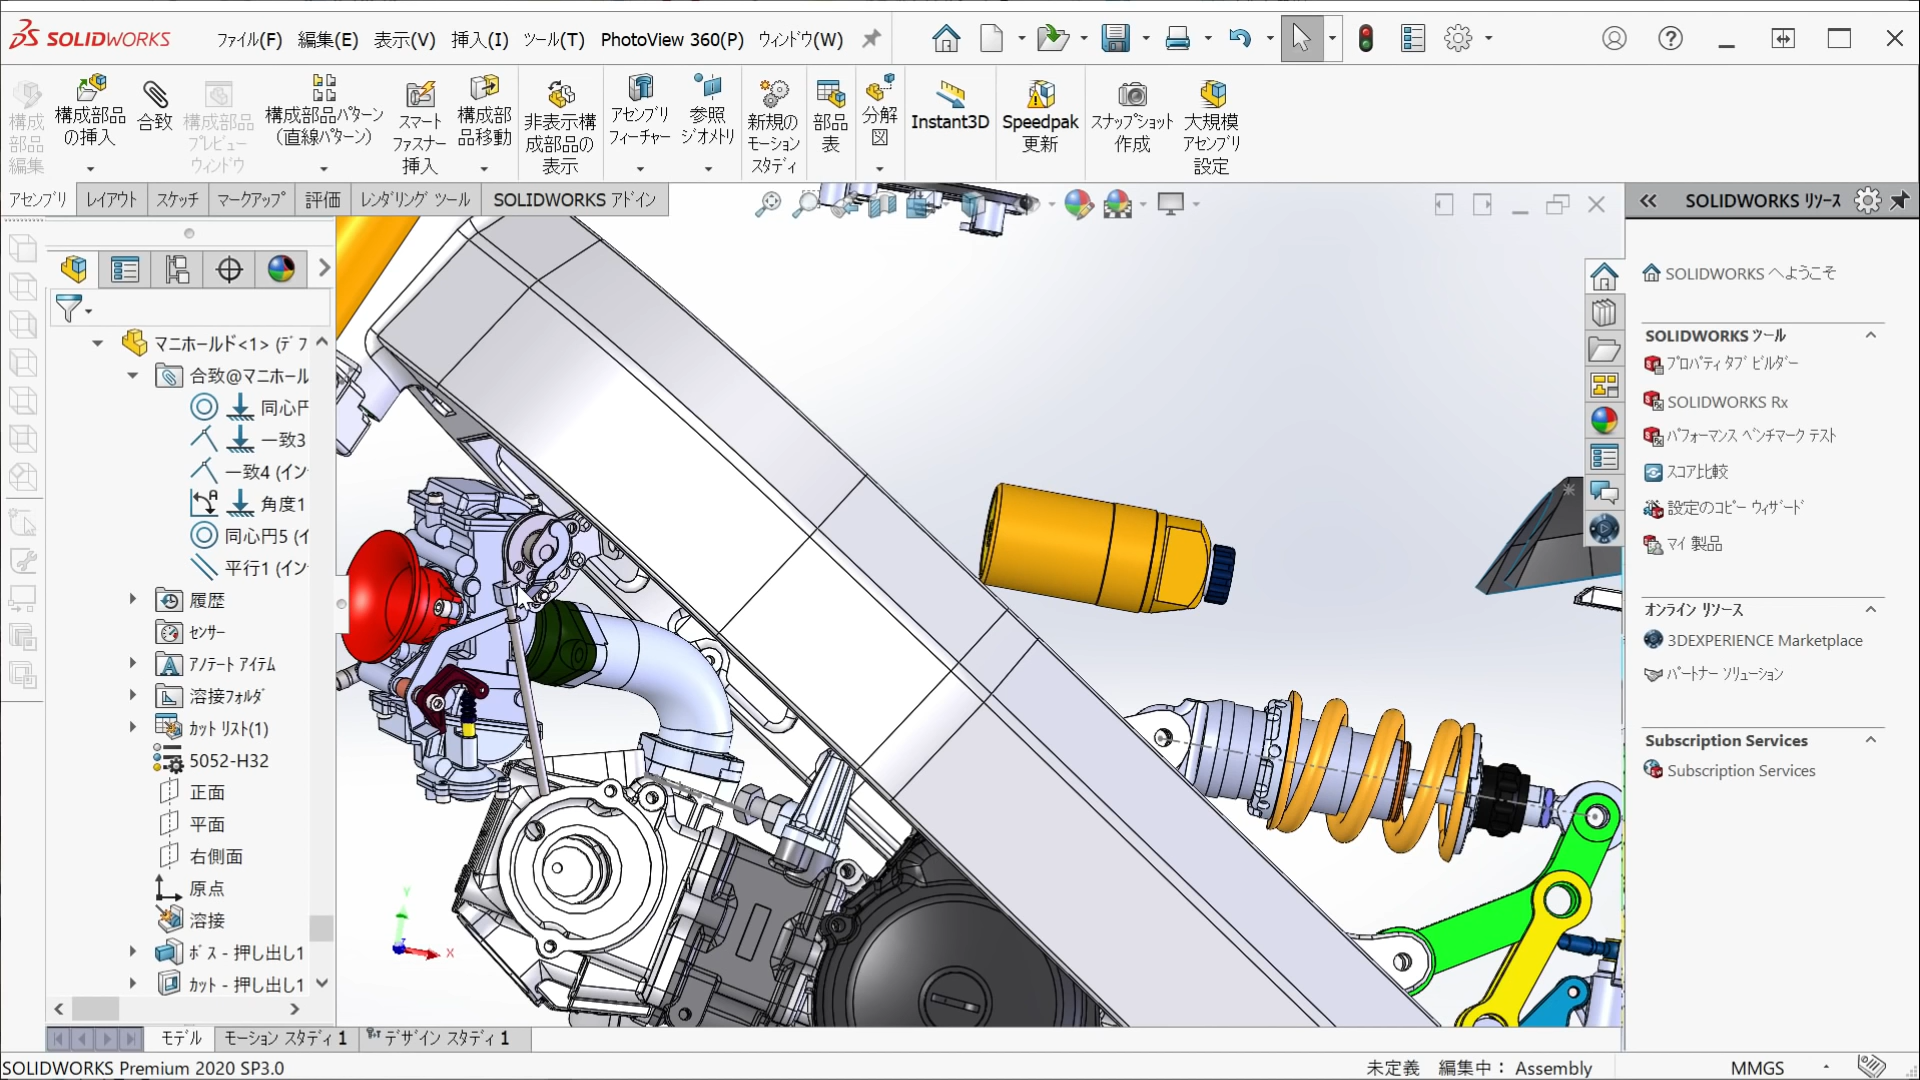 SOLIDWORKS
ファイル(F) 編集(E) 表示(V) 挿入(I) ツール(T) PhotoView 360(P) ウィンドウ(W)
構成部品編集
構成部品の挿入
合致
構成部品プレビューウィンドウ
構成部品パターン(直線パターン)
スマートファスナー挿入
構成部品移動
非表示構成部品の表示
アセンブリフィーチャー
参照ジオメトリ
新規のモーションスタディ
部品表
分解図
Instant3D
Speedpak更新
スナップショット作成
大規模アセンブリ設定
アセンブリ レイアウト スケッチ マークアップ 評価 レンダリング ツール SOLIDWORKS アドイン
マニホールド<1> (デフ
合致@マニホール
同心円
一致3
一致4 (イン
角度1
同心円5 (イ
平行1 (イン
履歴
センサー
アノテート アイテム
溶接フォルダ
カット リスト(1)
5052-H32
正面
平面
右側面
原点
溶接
ボス - 押し出し1
カット - 押し出し1
Y
X
SOLIDWORKS リソース
SOLIDWORKS へようこそ
SOLIDWORKS ツール
プロパティ タブ ビルダー
SOLIDWORKS Rx
パフォーマンス ベンチマーク テスト
スコア比較
設定のコピー ウィザード
マイ 製品
オンライン リソース
3DEXPERIENCE Marketplace
パートナー ソリューション
Subscription Services
Subscription Services
モデル モーション スタディ 1 デザイン スタディ 1
SOLIDWORKS Premium 2020 SP3.0
未定義 編集中： Assembly
MMGS